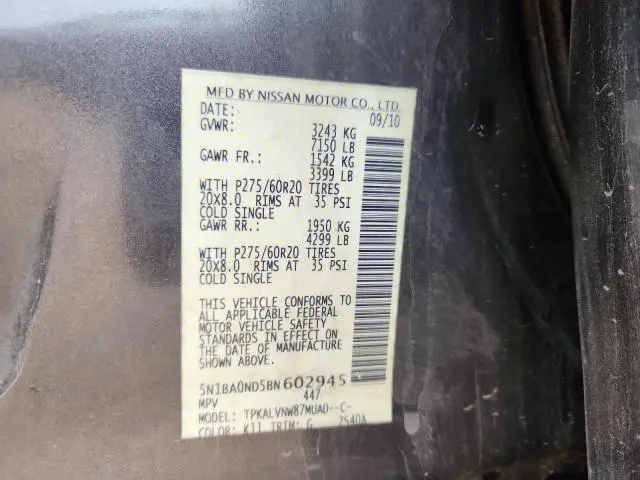 MFD BY NISSAN MOTOR CO., LTD
DATE: 09/10
GVWR: 3243 KG
7150 LB
GAWR FR.: 1542 KG
3399 LB
WITH P275/60R20 TIRES
20X8.0 RIMS AT 35 PSI
COLD SINGLE
GAWR RR.: 1950 KG
4299 LB
WITH P275/60R20 TIRES
20X8.0 RIMS AT 35 PSI
COLD SINGLE
THIS VEHICLE CONFORMS TO
ALL APPLICABLE FEDERAL
MOTOR VEHICLE SAFETY
STANDARDS IN EFFECT ON
THE DATE OF MANUFACTURE
SHOWN ABOVE.
5N1BA0ND5BN602945
MPV 447
MODEL: TPKALVNW87MUAD--C-
COLOR: K11 TRIM: G 7540A